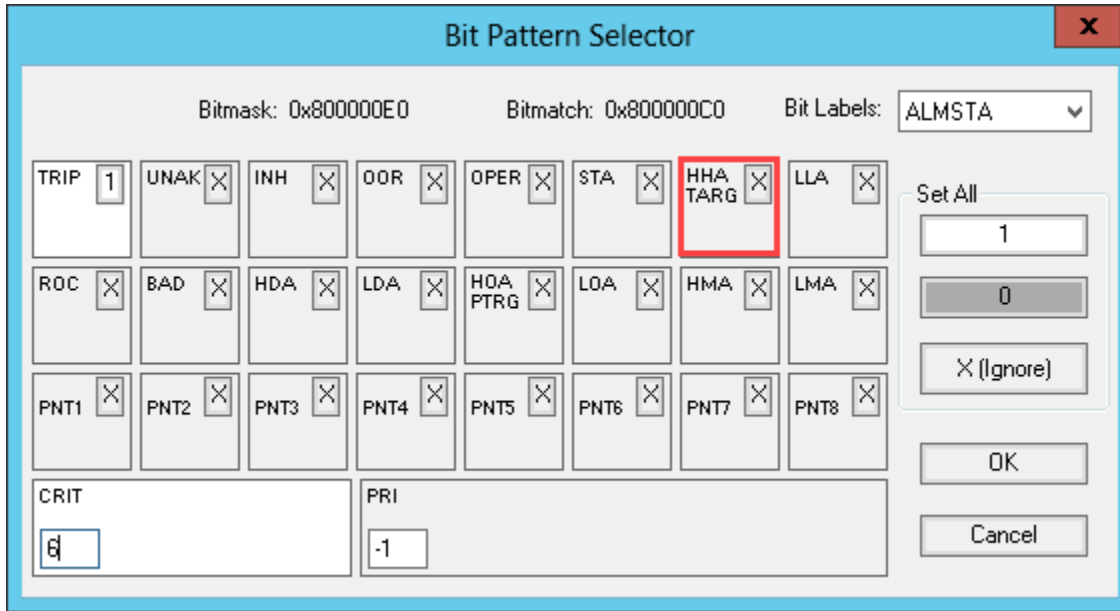 Bit Pattern Selector
x
Bitmask: 0x800000E0 Bitmatch: 0x800000C0 Bit Labels: ALMSTA
TRIP 1 UNAK X INH X OOR X OPER X STA X HHA TARG X LLA X
ROC X BAD X HDA X LDA X HOA PTRG X LOA X HMA X LMA X
PNT1 X PNT2 X PNT3 X PNT4 X PNT5 X PNT6 X PNT7 X PNT8 X
CRIT
6
PRI
-1
Set All
1
0
X (Ignore)
OK
Cancel